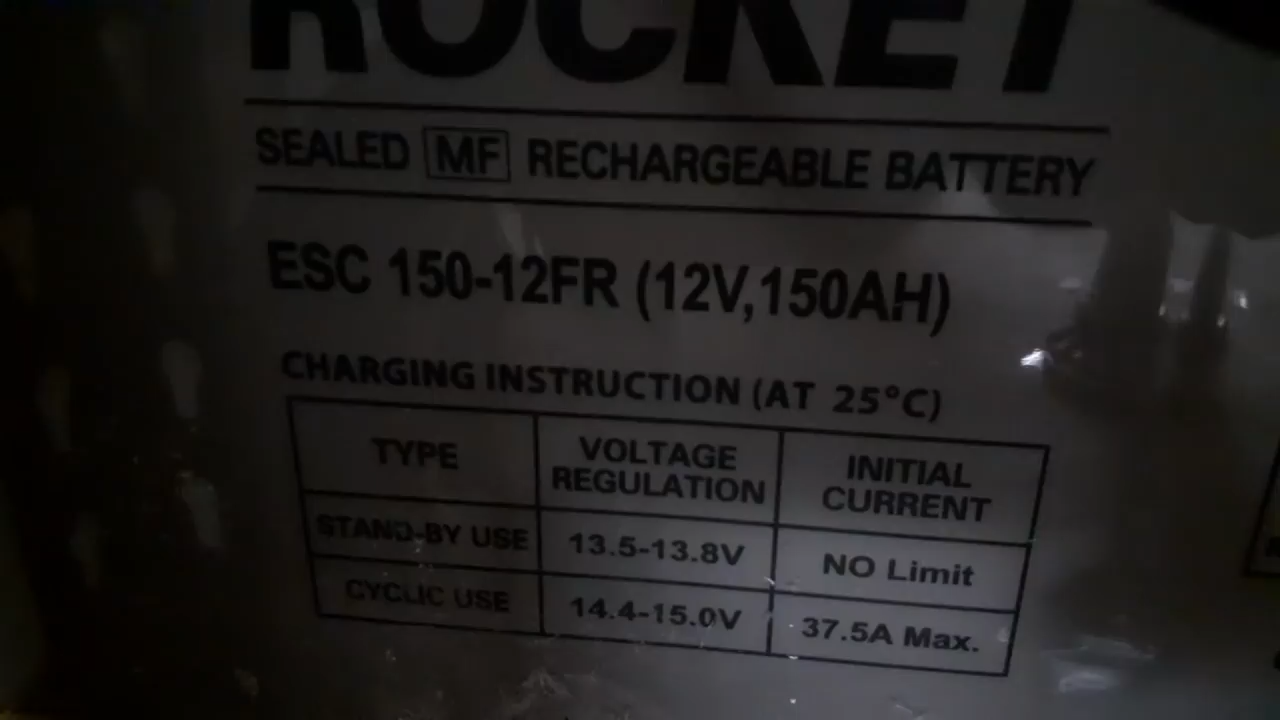 ROCKET
SEALED MF RECHARGEABLE BATTERY
ESC 150-12FR (12V,150AH)
CHARGING INSTRUCTION (AT 25°C)
TYPE VOLTAGE REGULATION INITIAL CURRENT
STAND-BY USE 13.5-13.8V NO Limit
CYCLIC USE 14.4-15.0V 37.5A Max.